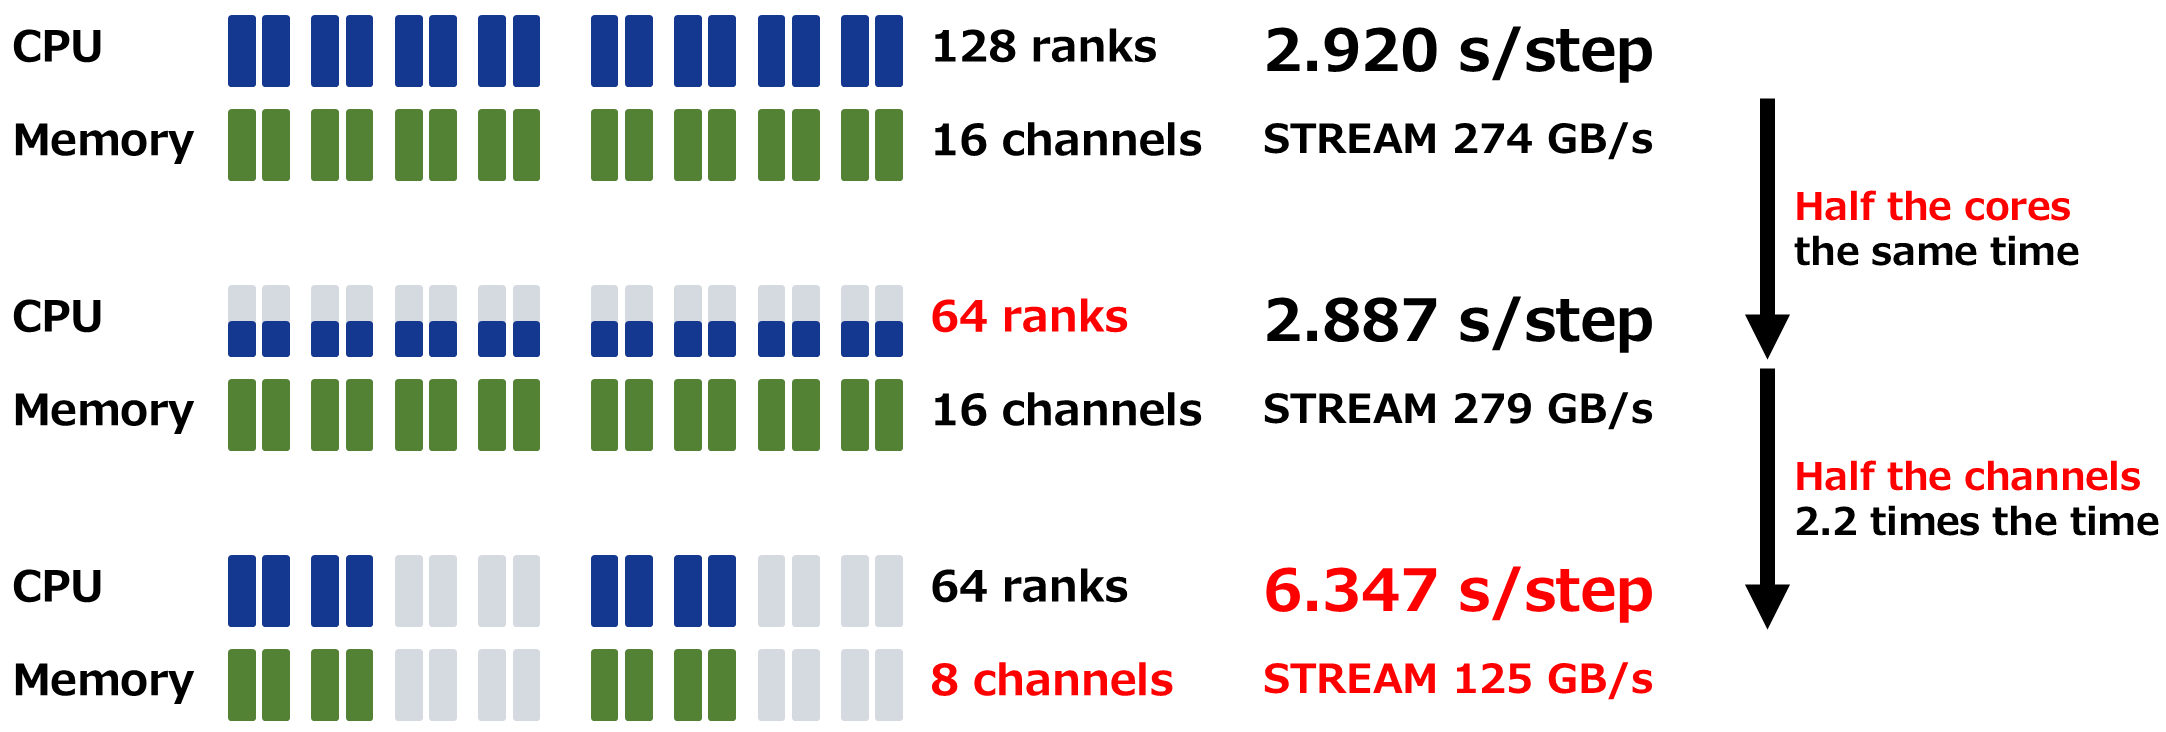 CPU 128 ranks 2.920 s/step
Memory 16 channels STREAM 274 GB/s
Half the cores
the same time
CPU 64 ranks 2.887 s/step
Memory 16 channels STREAM 279 GB/s
Half the channels
2.2 times the time
CPU 64 ranks 6.347 s/step
Memory 8 channels STREAM 125 GB/s